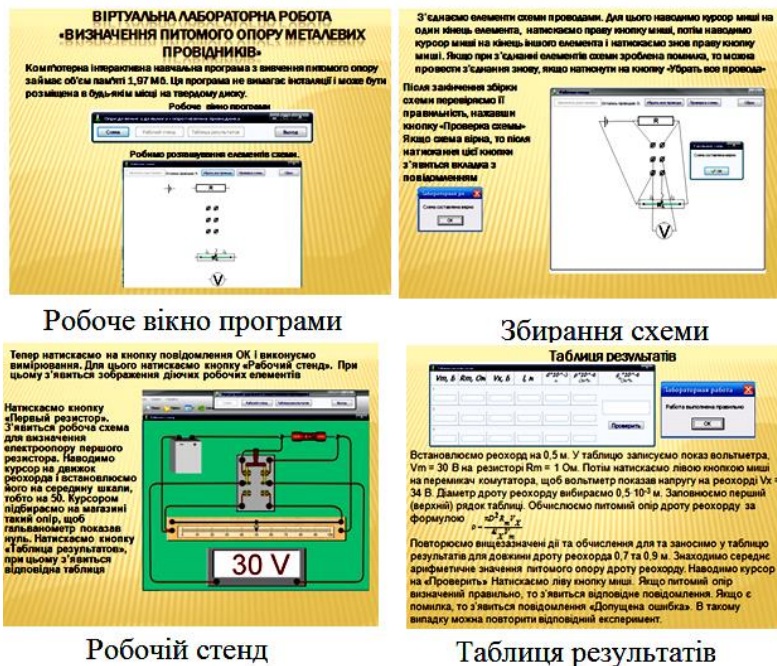 ВІРТУАЛЬНА ЛАБОРАТОРНА РОБОТА
«ВИЗНАЧЕННЯ ПИТОМОГО ОПОРУ МЕТАЛЕВИХ
ПРОВІДНИКІВ»
Комп'ютерна інтерактивна навчальна програма з вивчення питомого опору
займає об'єм пам'яті 1,97 Мб. Ця програма не вимагає інсталяції і може бути
розміщена в будь-якім місці на твердому диску.
Робоче вікно програми
Схема Рабочий стенд Таблица результатов Выход
Робимо розташування елементів схеми.
R
V
Робоче вікно програми
З'єднаємо елементи схеми проводами. Для цього наводимо курсор миші на
один кінець елемента, натискаємо праву кнопку миші, потім наводимо
курсор миші на кінець іншого елемента і натискаємо знов праву кнопку
миші. Якщо при з'єднанні елементів схеми зроблена помилка, то можна
провести з'єднання знову, якщо натиснути на кнопку «Убрать все провода»
Після закінчення збірки
схеми перевіряємо її
правильність, нажавши
кнопку «Проверка схемы»
Якщо схема вірна, то після
натискання цієї кнопки
з'явиться вкладка з
повідомленням
Схема составлена верно
OK
R
V
Збирання схеми
Тепер натискаємо на кнопку повідомлення ОК і виконуємо
вимірювання. Для цього натискаємо кнопку «Рабочий стенд». При
цьому з'явиться зображення діючих робочих елементів
Натискаємо кнопку
«Первый резистор».
З'явиться робоча схема
для визначення
електроопору першого
резистора. Наводимо
курсор на движок
реохорда і встановлюємо
його на середину шкали,
тобто на 50. Курсором
підбираємо на магазині
такий опір, щоб
гальванометр показав
нуль. Натискаємо кнопку
«Таблица результатов»,
при цьому з'явиться
відповідна таблиця
30 V
Робочій стенд
Таблиця результатів
Vm, В Rm, Ом Vx, В l, м
Проверить
Лабораторная работа
Работа выполнена правильно
OK
Встановлюємо реохорд на 0,5 м. У таблицю записуємо показ вольтметра,
Vm = 30 В на резисторі Rm = 1 Ом. Потім натискаємо лівою кнопкою миші
на перемикач комутатора, щоб вольтметр показав напругу на реохорді Vx =
34 В. Діаметр дроту реохорду вибираємо 0,5·10⁻³ м. Заповнюємо перший
(верхній) рядок таблиці. Обчислюємо питомий опір дроту реохорду за
формулою
Повторюємо вищезазначені дії та обчислення для та заносимо у таблицю
результатів для довжини дроту реохорда 0,7 та 0,9 м. Знаходимо середнє
арифметичне значення питомого опору дроту реохорду. Наводимо курсор
на «Проверить» Натискаємо ліву кнопку миші. Якщо питомий опір
визначений правильно, то з'явиться відповідне повідомлення. Якщо є
помилка, то з'явиться повідомлення «Допущена ошибка». В такому
випадку можна повторити відповідний експеримент.
Таблиця результатів